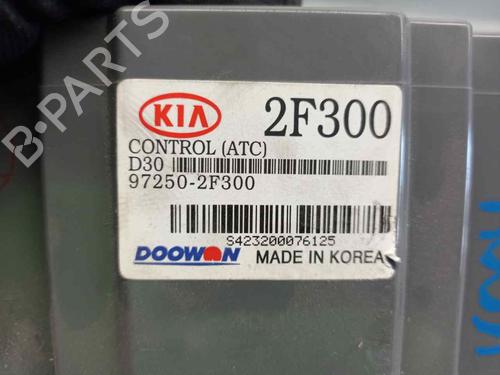 KIA 2F300
CONTROL (ATC)
D30
97250-2F300
S423200076125
DOOWON MADE IN KOREA
B-PARTS